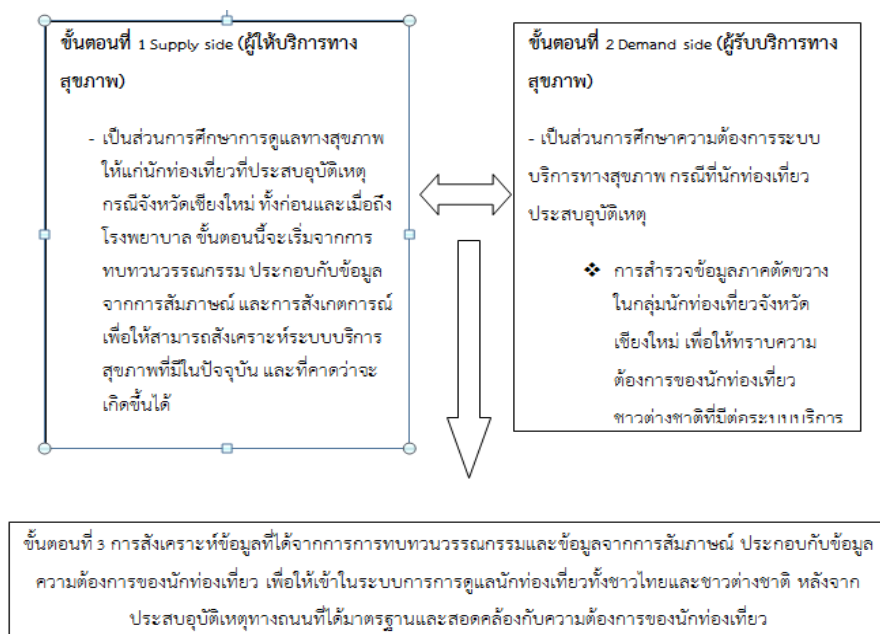 ขั้นตอนที่ 1 Supply side (ผู้ให้บริการทาง
สุขภาพ)
- เป็นส่วนการศึกษาการดูแลทางสุขภาพ
ให้แก่นักท่องเที่ยวที่ประสบอุบัติเหตุ
กรณีจังหวัดเชียงใหม่ ทั้งก่อนและเมื่อถึง
โรงพยาบาล ขั้นตอนนี้จะเริ่มจากการ
ทบทวนวรรณกรรม ประกอบกับข้อมูล
จากการสัมภาษณ์ และการสังเกตการณ์
เพื่อให้สามารถสังเคราะห์ระบบบริการ
สุขภาพที่มีในปัจจุบัน และที่คาดว่าจะ
เกิดขึ้นได้
ขั้นตอนที่ 2 Demand side (ผู้รับบริการทาง
สุขภาพ)
- เป็นส่วนการศึกษาความต้องการระบบ
บริการทางสุขภาพ กรณีที่นักท่องเที่ยว
ประสบอุบัติเหตุ
❖ การสำรวจข้อมูลภาคตัดขวาง
ในกลุ่มนักท่องเที่ยวจังหวัด
เชียงใหม่ เพื่อให้ทราบความ
ต้องการของนักท่องเที่ยว
ชาวต่างชาติที่มีต่อระบบบริการ
ขั้นตอนที่ 3 การสังเคราะห์ข้อมูลที่ได้จากการการทบทวนวรรณกรรมและข้อมูลจากการสัมภาษณ์ ประกอบกับข้อมูล
ความต้องการของนักท่องเที่ยว เพื่อให้เข้าในระบบการการดูแลนักท่องเที่ยวทั้งชาวไทยและชาวต่างชาติ หลังจาก
ประสบอุบัติเหตุทางถนนที่ได้มาตรฐานและสอดคล้องกับความต้องการของนักท่องเที่ยว